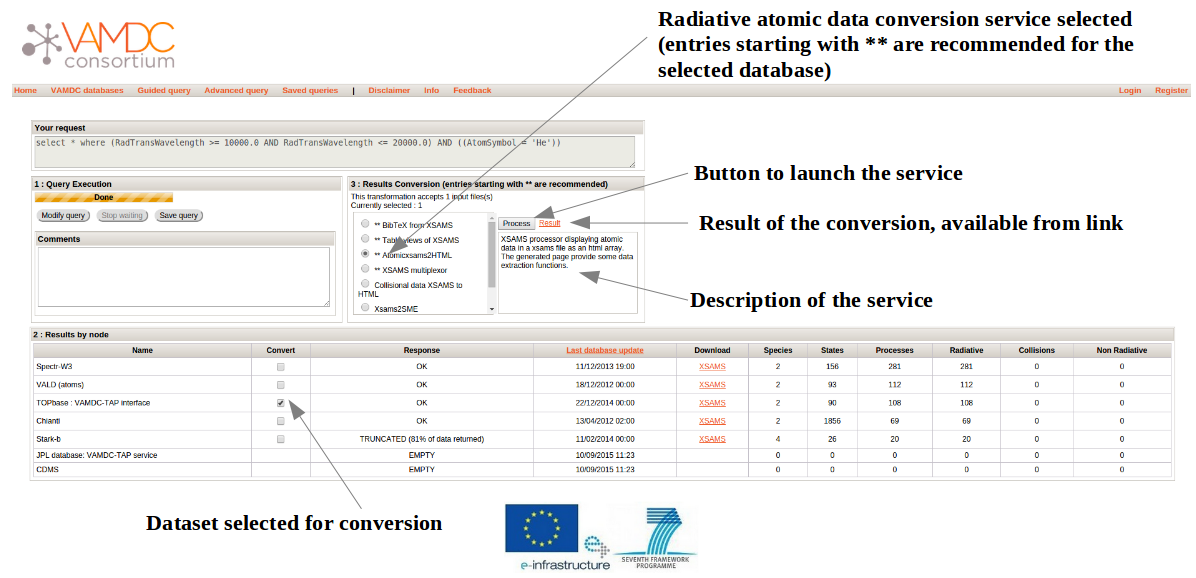 Radiative atomic data conversion service selected
(entries starting with ** are recommended for the
selected database)
VAMDC
consortium
Home VAMDC databases Guided query Advanced query Saved queries | Disclaimer Info Feedback Login Register
Your request
select * where (RadTransWavelength >= 10000.0 AND RadTransWavelength <= 20000.0) AND ((AtomSymbol = 'He'))
1 : Query Execution
Done
Modify query Stop waiting Save query
Comments
3 : Results Conversion (entries starting with ** are recommended)
This transformation accepts 1 input files(s)
Currently selected : 1
** BibTeX from XSAMS
** Table views of XSAMS
** Atomicxsams2HTML
** XSAMS multiplexor
Collisional data XSAMS to
HTML
Xsams2SME
Process Result
XSAMS processor displaying atomic
data in a xsams file as an html array.
The generated page provide some data
extraction functions.
Button to launch the service
Result of the conversion, available from link
Description of the service
2 : Results by node
Name Convert Response Last database update Download Species States Processes Radiative Collisions Non Radiative
Spectr-W3 OK 11/12/2013 19:00 XSAMS 2 156 281 281 0 0
VALD (atoms) OK 18/12/2012 00:00 XSAMS 2 93 112 112 0 0
TOPbase : VAMDC-TAP interface OK 22/12/2014 00:00 XSAMS 2 90 108 108 0 0
Chianti OK 13/04/2012 02:00 XSAMS 2 1856 69 69 0 0
Stark-b TRUNCATED (81% of data returned) 11/02/2014 00:00 XSAMS 4 26 20 20 0 0
JPL database: VAMDC-TAP service EMPTY 10/09/2015 11:23 0 0 0 0 0 0
CDMS EMPTY 10/09/2015 11:23 0 0 0 0 0 0
Dataset selected for conversion
e-infrastructure
SEVENTH FRAMEWORK
PROGRAMME